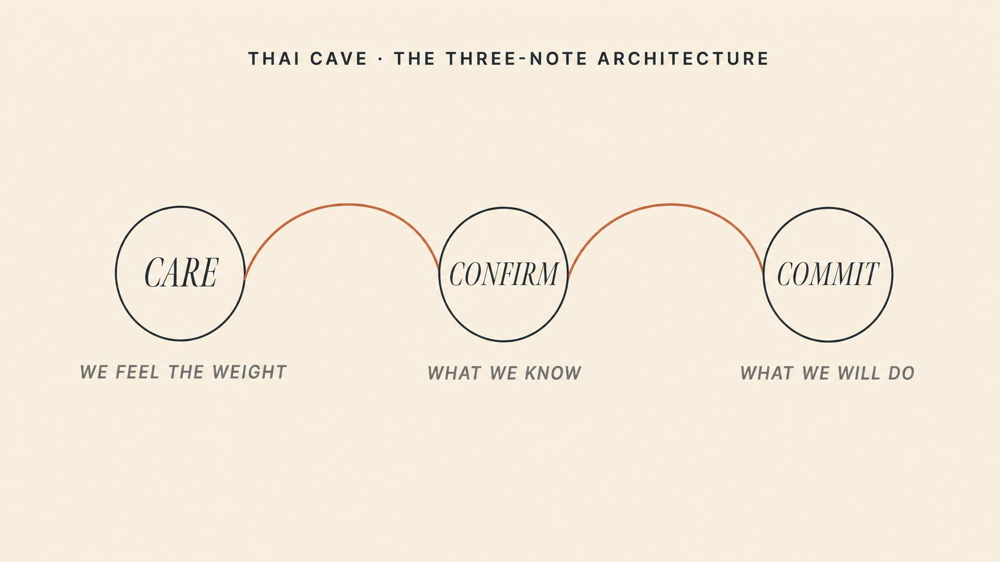 THAI CAVE · THE THREE-NOTE ARCHITECTURE
CARE
CONFIRM
COMMIT
WE FEEL THE WEIGHT
WHAT WE KNOW
WHAT WE WILL DO